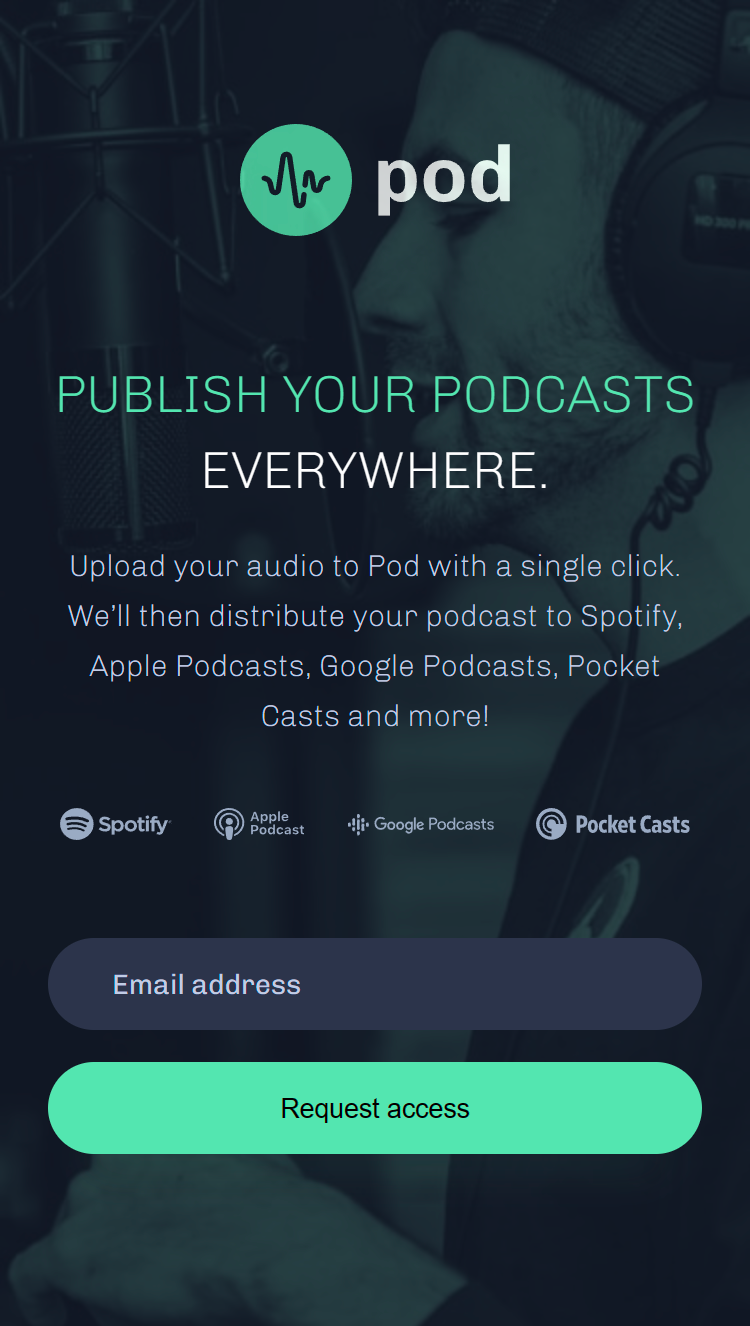 pod
PUBLISH YOUR PODCASTS
EVERYWHERE.
Upload your audio to Pod with a single click.
We’ll then distribute your podcast to Spotify,
Apple Podcasts, Google Podcasts, Pocket
Casts and more!
Spotify Apple Podcast Google Podcasts Pocket Casts
Email address
Request access